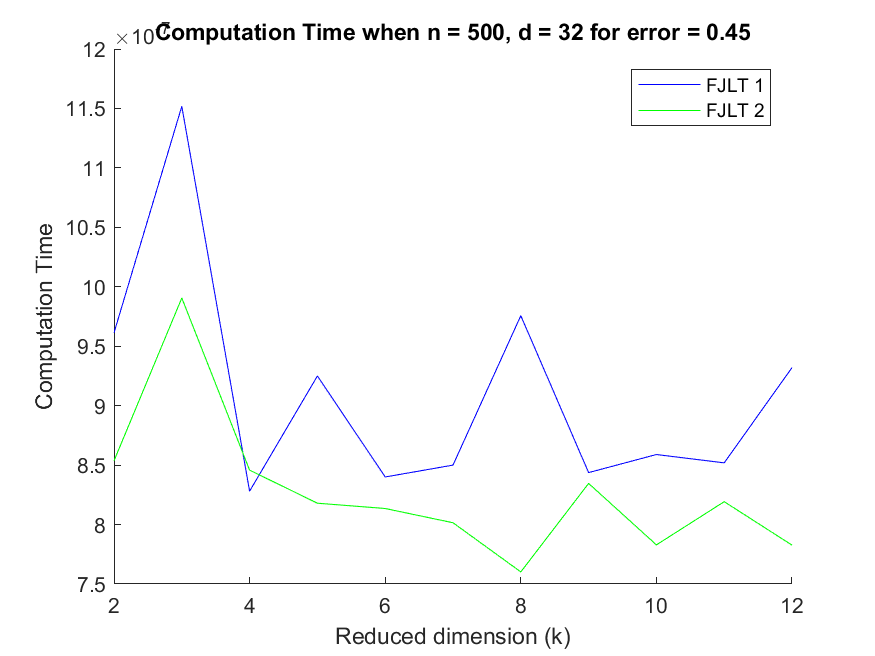 Computation Time when n = 500, d = 32 for error = 0.45
×10
12
11.5
11
10.5
10
9.5
9
8.5
8
7.5
Computation Time
FJLT 1
FJLT 2
2 4 6 8 10 12
Reduced dimension (k)